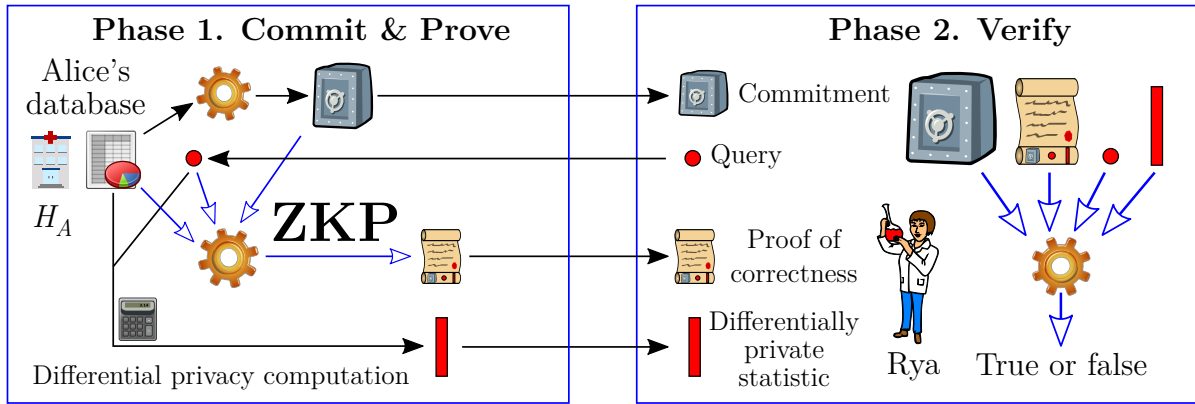 Phase 1. Commit & Prove
Alice's
database
H_A
ZKP
Differential privacy computation
Phase 2. Verify
Commitment
Query
Proof of
correctness
Differentially
private
statistic
Rya
True or false